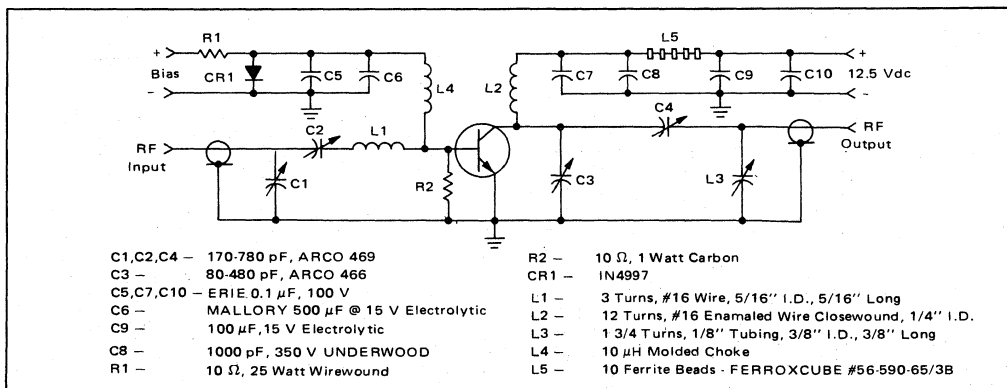 R1
L5
+
Bias
CR1
C5
C6
L4
L2
C7
C8
C9
C10
+
12.5 Vdc
-
-
C2
L1
C4
RF
Input
RF
Output
C1
R2
C3
L3
C1,C2,C4 – 170-780 pF, ARCO 469
C3 – 80-480 pF, ARCO 466
C5,C7,C10 – ERIE 0.1 μF, 100 V
C6 – MALLORY 500 μF @ 15 V Electrolytic
C9 – 100 μF, 15 V Electrolytic
C8 – 1000 pF, 350 V UNDERWOOD
R1 – 10 Ω, 25 Watt Wirewound
R2 – 10 Ω, 1 Watt Carbon
CR1 – IN4997
L1 – 3 Turns, #16 Wire, 5/16'' I.D., 5/16'' Long
L2 – 12 Turns, #16 Enamaled Wire Closewound, 1/4'' I.D.
L3 – 1 3/4 Turns, 1/8'' Tubing, 3/8'' I.D., 3/8'' Long
L4 – 10 μH Molded Choke
L5 – 10 Ferrite Beads - FERROXCUBE #56-590-65/3B